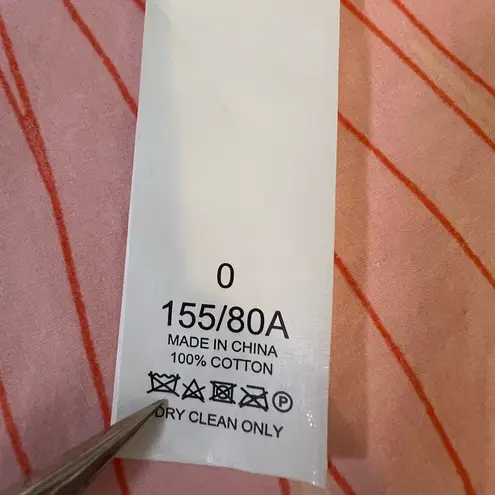 0
155/80A
MADE IN CHINA
100% COTTON
P
DRY CLEAN ONLY